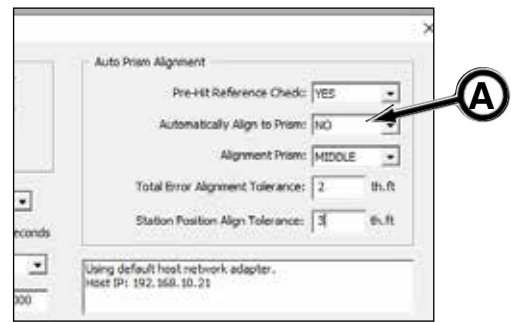 Auto Prism Alignment
Pre-Hit Reference Check: YES
Automatically Align to Prism: NO
Alignment Prism: MIDDLE
Total Error Alignment Tolerance: 2 th.ft
Station Position Align Tolerance: 3 th.ft
econds
000
Using default host network adapter.
Host IP: 192.168.10.21
A